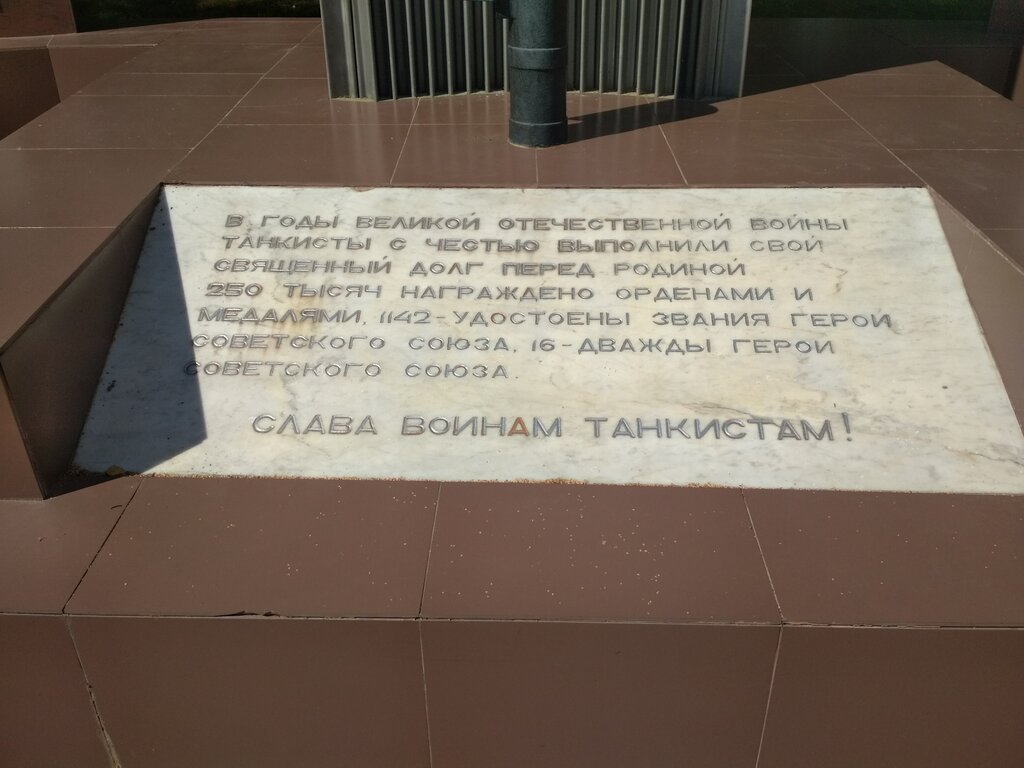 В ГОДЫ ВЕЛИКОЙ ОТЕЧЕСТВЕННОЙ ВОЙНЫ
ТАНКИСТЫ С ЧЕСТЬЮ ВЫПОЛНИЛИ СВОЙ
СВЯЩЕННЫЙ ДОЛГ ПЕРЕД РОДИНОЙ
250 ТЫСЯЧ НАГРАЖДЕНО ОРДЕНАМИ И
МЕДАЛЯМИ, 1142-УДОСТОЕНЫ ЗВАНИЯ ГЕРОЙ
СОВЕТСКОГО СОЮЗА, 16-ДВАЖДЫ ГЕРОИ
СОВЕТСКОГО СОЮЗА.
СЛАВА ВОИНАМ ТАНКИСТАМ!